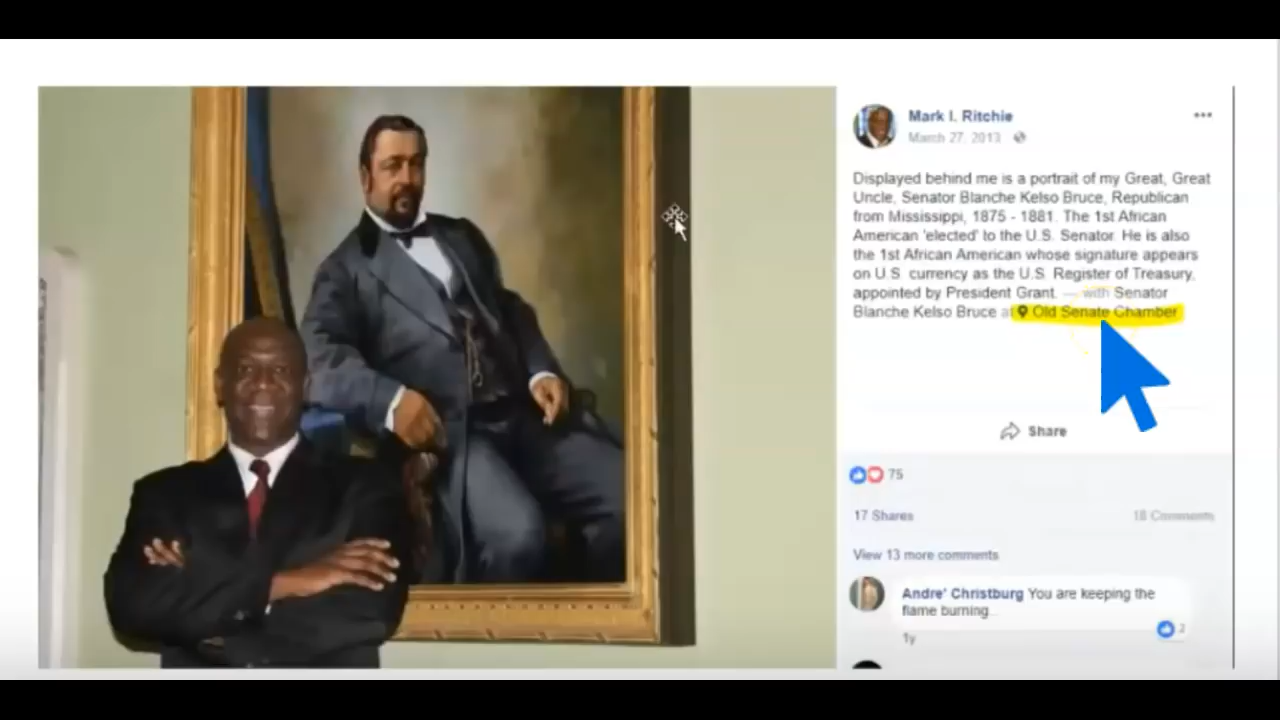 Mark I. Ritchie
March 27, 2013
Displayed behind me is a portrait of my Great, Great
Uncle, Senator Blanche Kelso Bruce, Republican
from Mississippi, 1875 - 1881. The 1st African
American 'elected' to the U.S. Senator. He is also
the 1st African American whose signature appears
on U.S. currency as the U.S. Register of Treasury,
appointed by President Grant. — with Senator
Blanche Kelso Bruce at Old Senate Chamber
Share
75
17 Shares
18 Comments
View 13 more comments
Andre' Christburg You are keeping the
flame burning...
2
1y